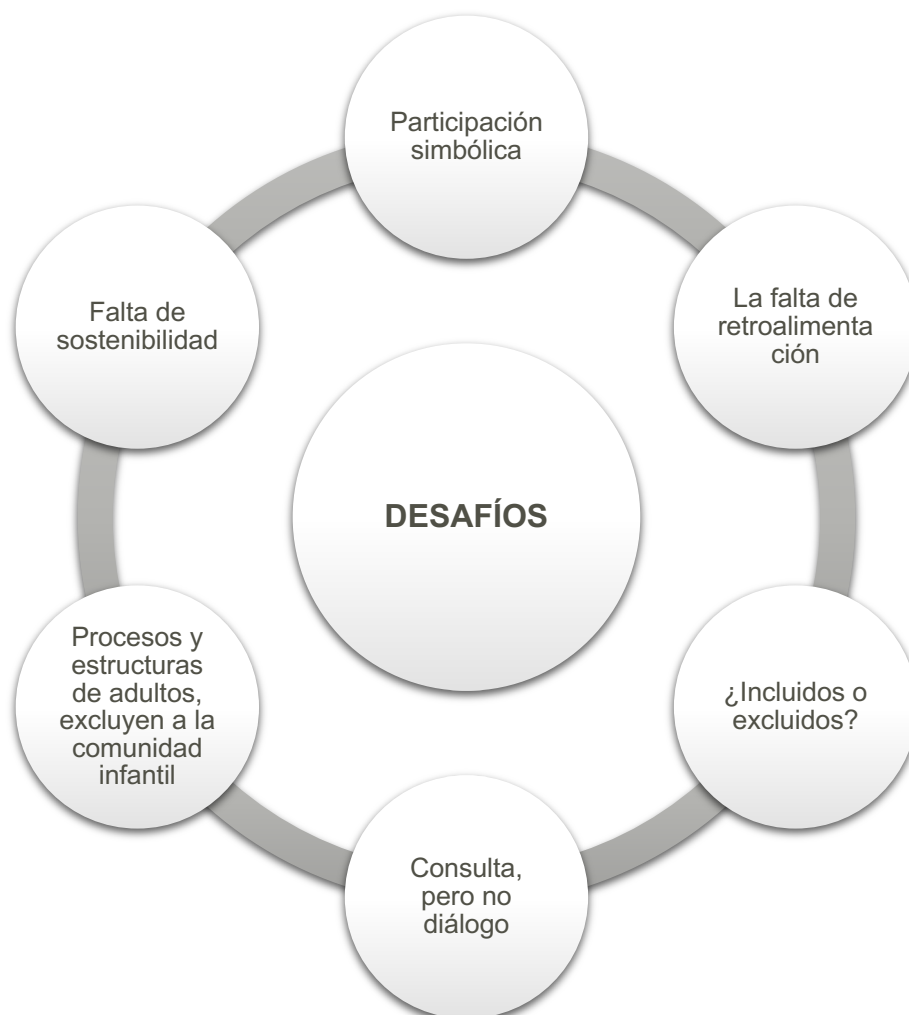 Participación
simbólica
La falta de
retroalimenta
ción
¿Incluidos o
excluidos?
Consulta,
pero no
diálogo
Procesos y
estructuras
de adultos,
excluyen a la
comunidad
infantil
Falta de
sostenibilidad
DESAFÍOS